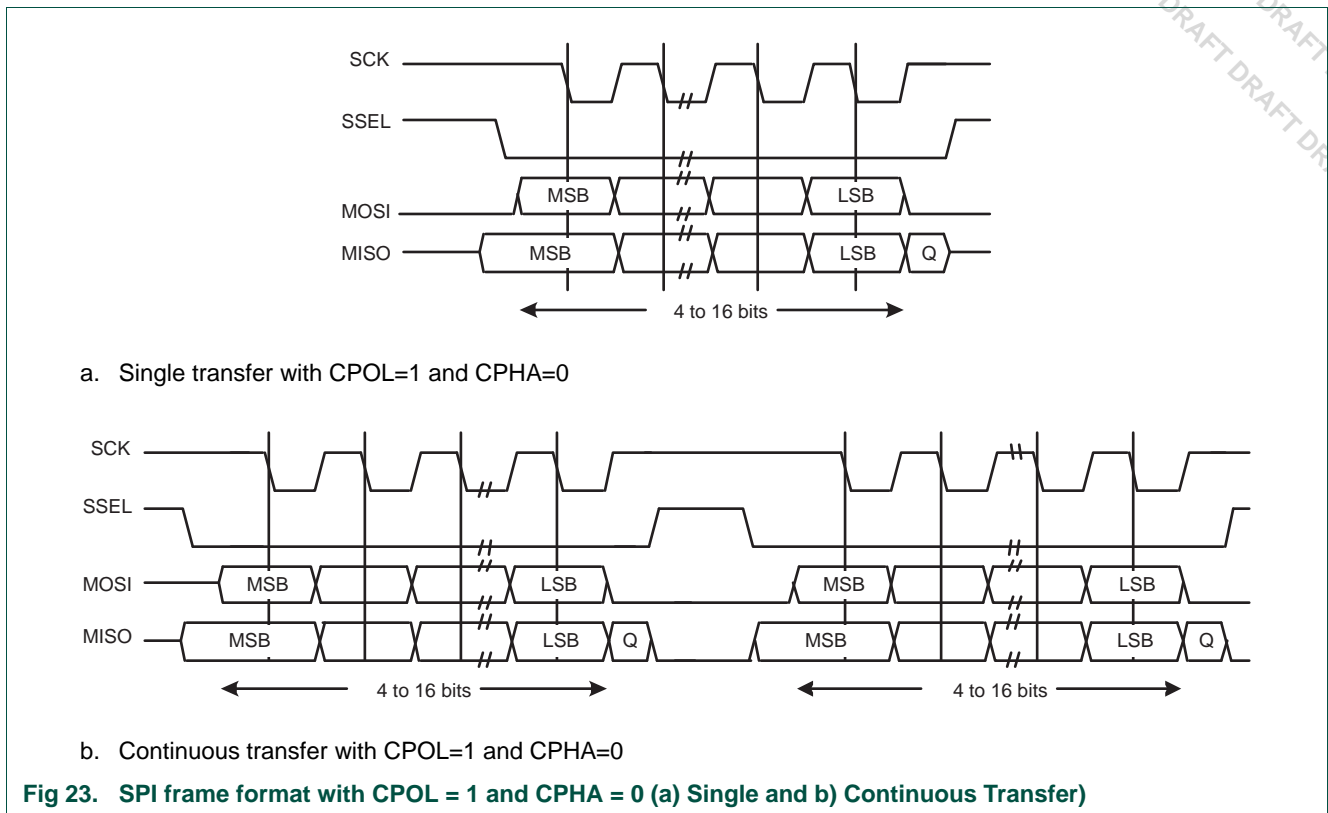 DRAFT DRAFT DRAFT
DRAFT
SCK
SSEL
MOSI MSB LSB
MISO MSB LSB Q
4 to 16 bits
a. Single transfer with CPOL=1 and CPHA=0
SCK
SSEL
MOSI MSB LSB MSB LSB
MISO MSB LSB Q MSB LSB Q
4 to 16 bits 4 to 16 bits
b. Continuous transfer with CPOL=1 and CPHA=0
Fig 23. SPI frame format with CPOL = 1 and CPHA = 0 (a) Single and b) Continuous Transfer)